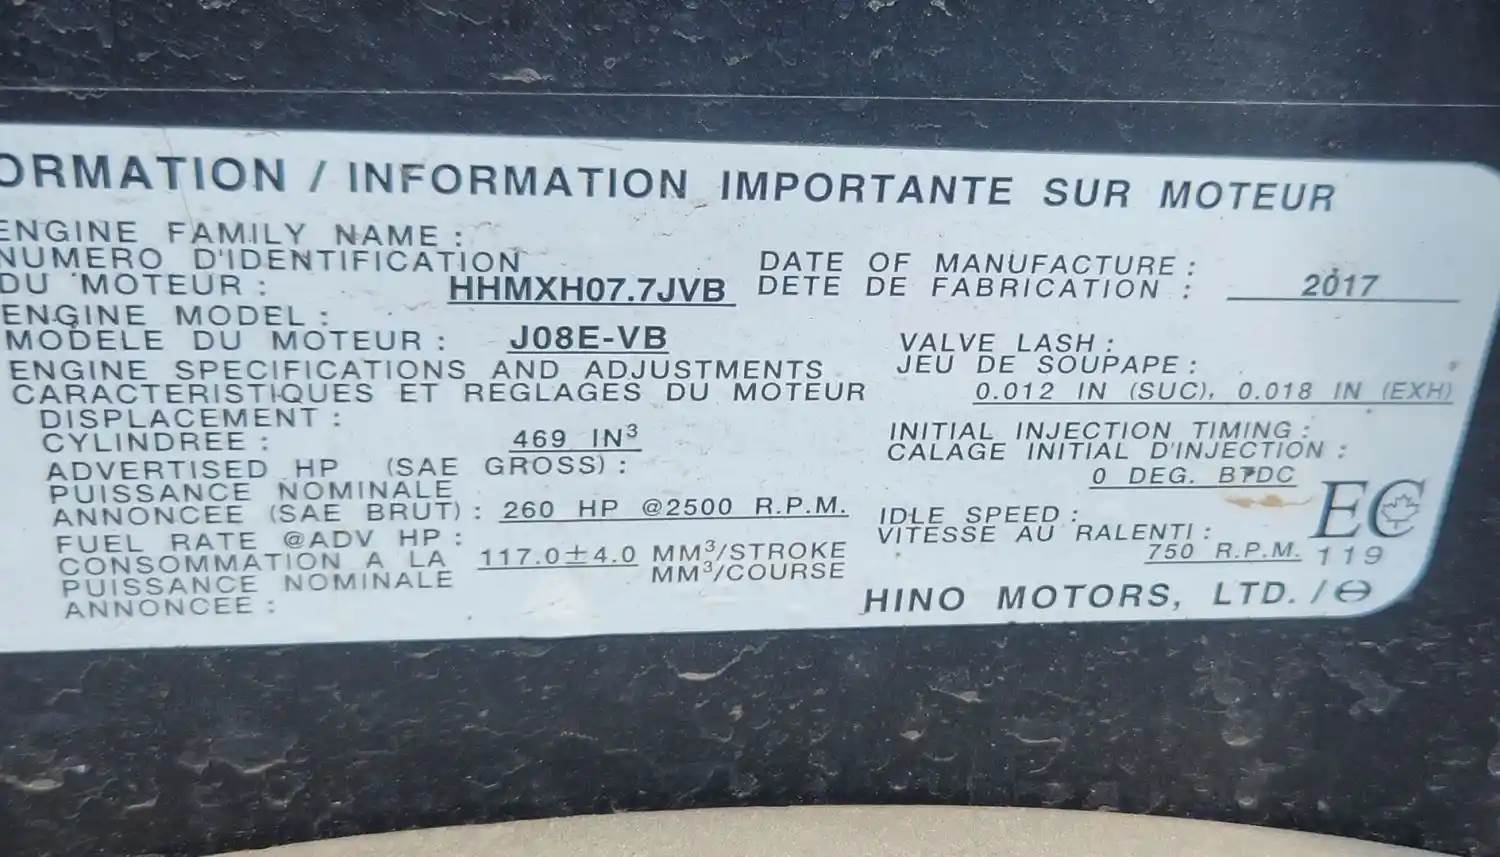 ORMATION / INFORMATION IMPORTANTE SUR MOTEUR
ENGINE FAMILY NAME :
NUMERO D'IDENTIFICATION
DU MOTEUR : HHMXH07.7JVB
ENGINE MODEL :
MODELE DU MOTEUR : J08E-VB
ENGINE SPECIFICATIONS AND ADJUSTMENTS
CARACTERISTIQUES ET REGLAGES DU MOTEUR
DISPLACEMENT :
CYLINDREE : 469 IN³
ADVERTISED HP (SAE GROSS) :
PUISSANCE NOMINALE
ANNONCEE (SAE BRUT) : 260 HP @2500 R.P.M.
FUEL RATE @ADV HP :
CONSOMMATION A LA
PUISSANCE NOMINALE
ANNONCEE :
117.0±4.0 MM³/STROKE
MM³/COURSE
DATE OF MANUFACTURE :
DETE DE FABRICATION : 2017
VALVE LASH :
JEU DE SOUPAPE :
0.012 IN (SUC), 0.018 IN (EXH)
INITIAL INJECTION TIMING :
CALAGE INITIAL D'INJECTION :
0 DEG. BTDC
IDLE SPEED :
VITESSE AU RALENTI :
750 R.P.M.
EC
119
HINO MOTORS, LTD. /